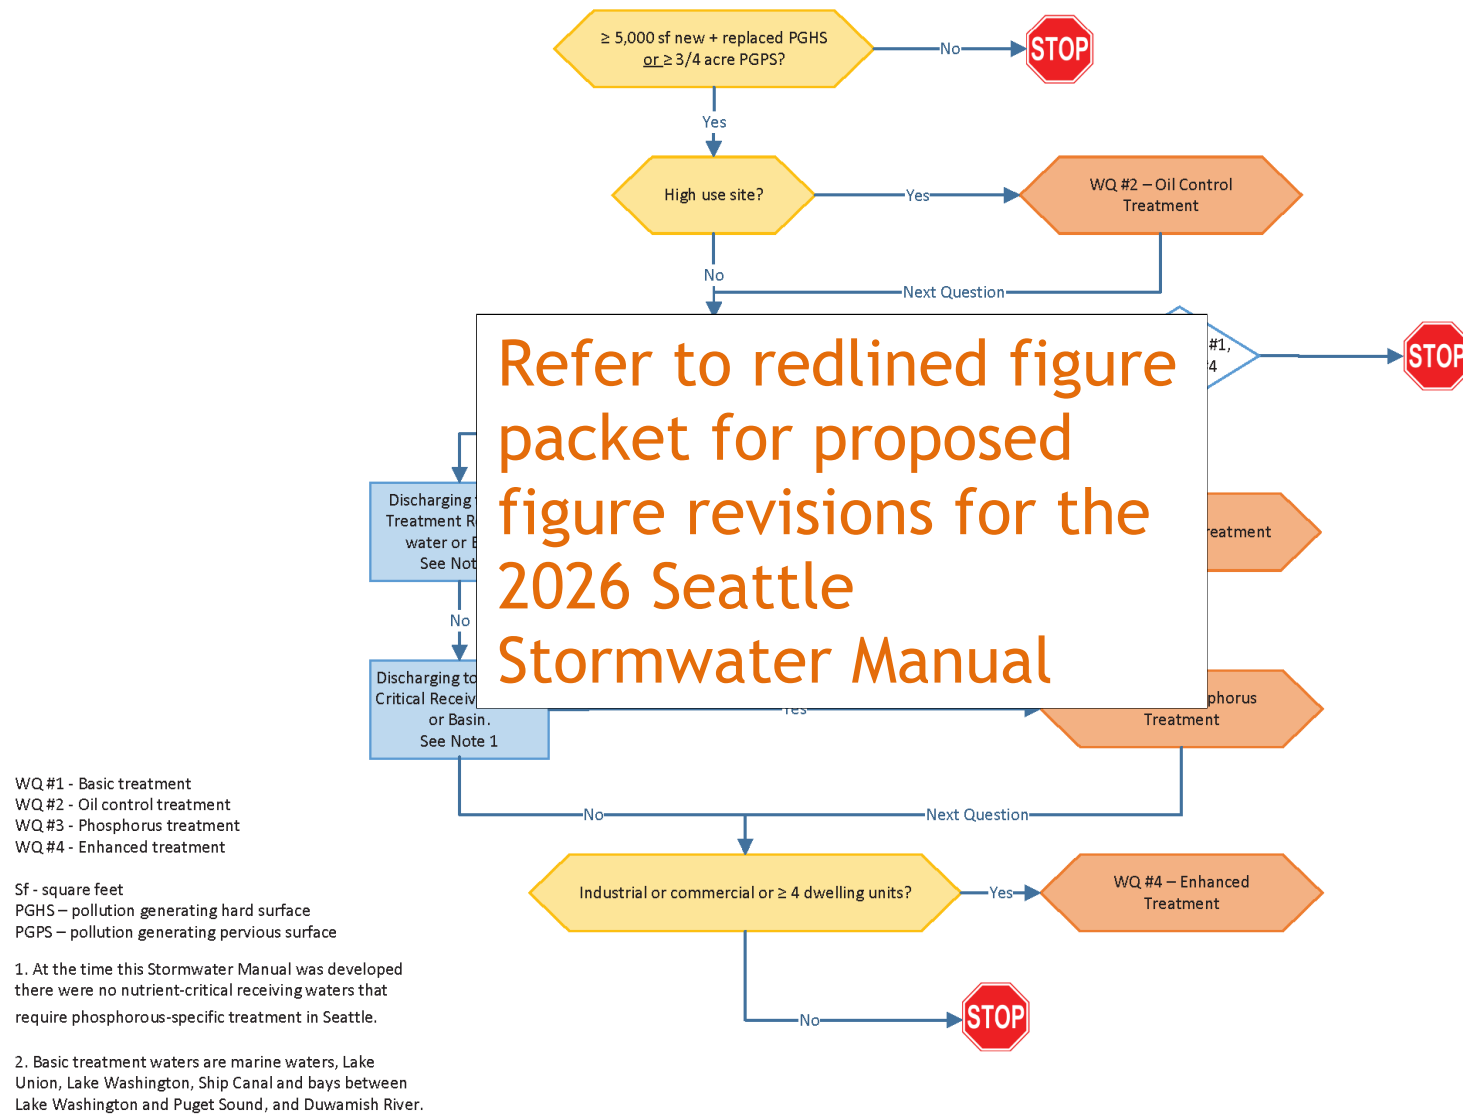 ≥ 5,000 sf new + replaced PGHS
or ≥ 3/4 acre PGPS?
No
STOP
Yes
High use site?
Yes
WQ #2 – Oil Control
Treatment
No
Next Question
#1,
#4
STOP
Refer to redlined figure
packet for proposed
figure revisions for the
2026 Seattle
Stormwater Manual
Discharging
Treatment
water or
See
reatment
No
Discharging to
Critical
or Basin.
See Note 1
Yes
phorus
Treatment
No
Next Question
Industrial or commercial or ≥ 4 dwelling units?
Yes
WQ #4 – Enhanced
Treatment
No
STOP
WQ #1 - Basic treatment
WQ #2 - Oil control treatment
WQ #3 - Phosphorus treatment
WQ #4 - Enhanced treatment
Sf - square feet
PGHS – pollution generating hard surface
PGPS – pollution generating pervious surface
1. At the time this Stormwater Manual was developed
there were no nutrient-critical receiving waters that
require phosphorous-specific treatment in Seattle.
2. Basic treatment waters are marine waters, Lake
Union, Lake Washington, Ship Canal and bays between
Lake Washington and Puget Sound, and Duwamish River.